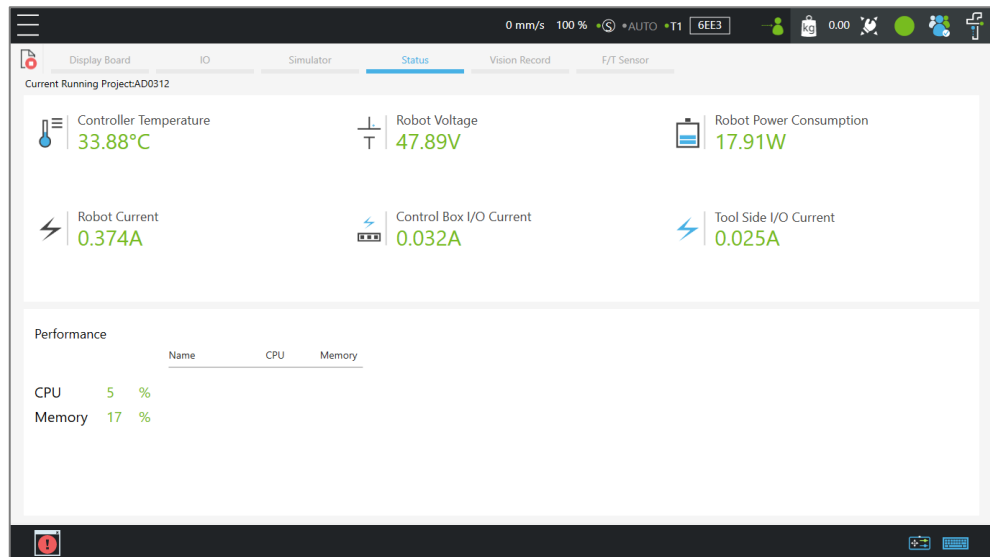 0 mm/s 100 % S AUTO T1 6EE3 kg 0.00
Display Board IO Simulator Status Vision Record F/T Sensor
Current Running Project:AD0312
Controller Temperature
33.88°C
Robot Voltage
47.89V
Robot Power Consumption
17.91W
Robot Current
0.374A
Control Box I/O Current
0.032A
Tool Side I/O Current
0.025A
Performance
Name CPU Memory
CPU 5 %
Memory 17 %